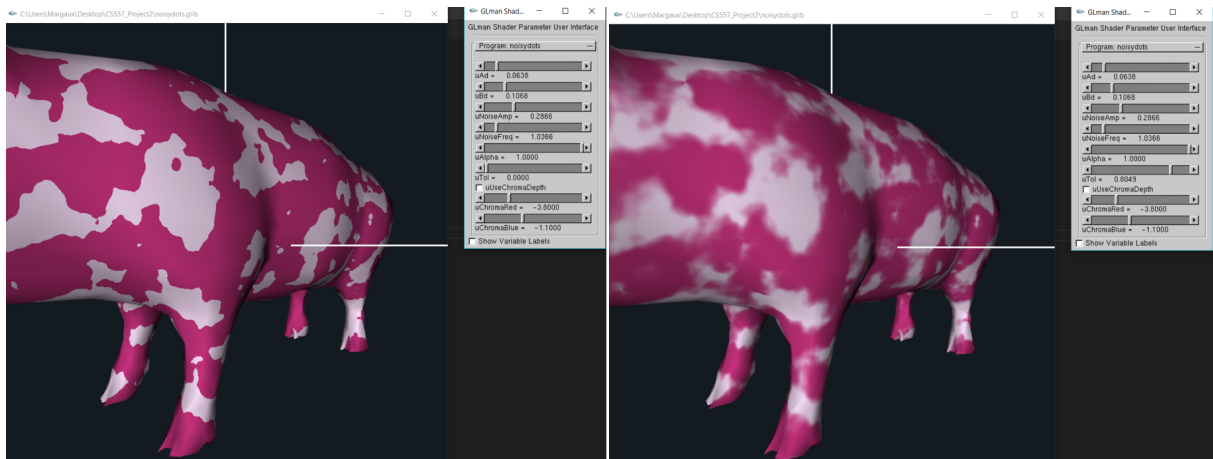 C:\Users\Margaux\Desktop\CS557_Project2\noisydots.glib
GLman Shad...
GLman Shader Parameter User Interface
Program: noisydots
uAd = 0.0638
uBd = 0.1068
uNoiseAmp = 0.2866
uNoiseFreq = 1.0366
uAlpha = 1.0000
uTol = 0.0000
uUseChromaDepth
uChromaRed = -3.8000
uChromaBlue = -1.1000
Show Variable Labels
C:\Users\Margaux\Desktop\CS557_Project2\noisydots.glib
GLman Shad...
GLman Shader Parameter User Interface
Program: noisydots
uAd = 0.0638
uBd = 0.1068
uNoiseAmp = 0.2866
uNoiseFreq = 1.0366
uAlpha = 1.0000
uTol = 0.8049
uUseChromaDepth
uChromaRed = -3.8000
uChromaBlue = -1.1000
Show Variable Labels